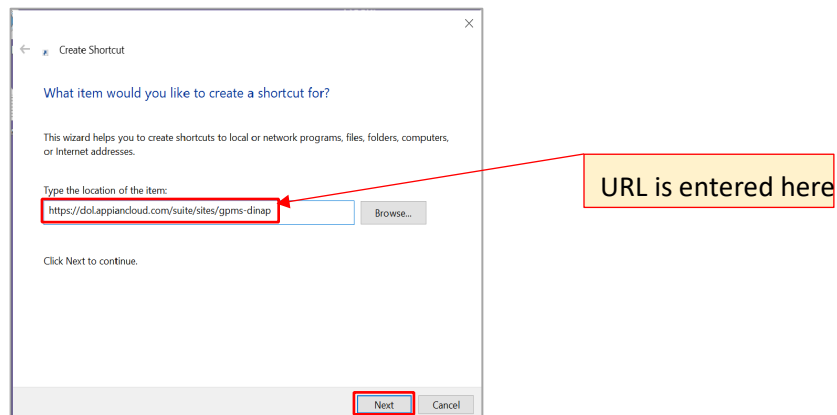 Create Shortcut
What item would you like to create a shortcut for?
This wizard helps you to create shortcuts to local or network programs, files, folders, computers,
or Internet addresses.
Type the location of the item:
https://dol.appiancloud.com/suite/sites/gpms-dinap
Browse...
URL is entered here
Click Next to continue.
Next
Cancel